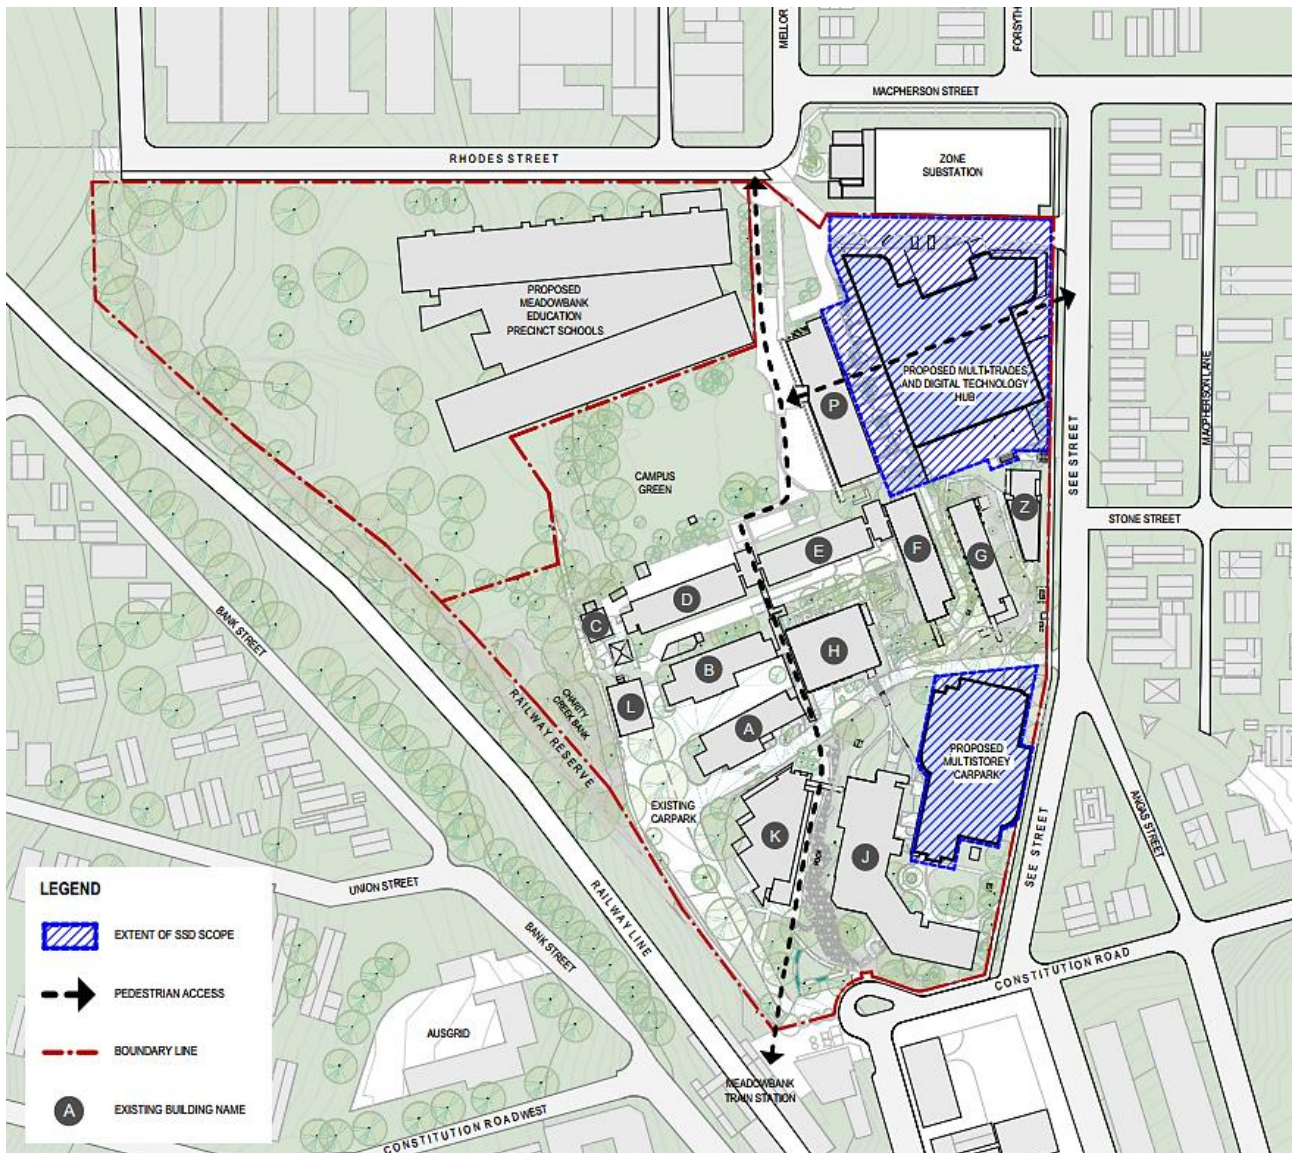 MELLOR
FORSYTH
MACPHERSON STREET
RHODES STREET
ZONE
SUBSTATION
PROPOSED
MEADOWBANK
EDUCATION
PRECINCT SCHOOLS
PROPOSED MULTI-TRADES
AND DIGITAL TECHNOLOGY
HUB
MACPHERSON LANE
SEE STREET
P
CAMPUS
GREEN
STONE STREET
Z
E
F
G
D
C
B
H
L
A
BANK STREET
CHARITY
CREEK BANK
RAILWAY RESERVE
PROPOSED
MULTISTOREY
CARPARK
EXISTING
CARPARK
K
J
ROCK
SEE STREET
ANGAS STREET
UNION STREET
BANK STREET
RAILWAY LINE
CONSTITUTION ROAD
AUSGRID
MEADOWBANK
TRAIN STATION
CONSTITUTION ROAD WEST
LEGEND
EXTENT OF SSD SCOPE
PEDESTRIAN ACCESS
BOUNDARY LINE
A
EXISTING BUILDING NAME